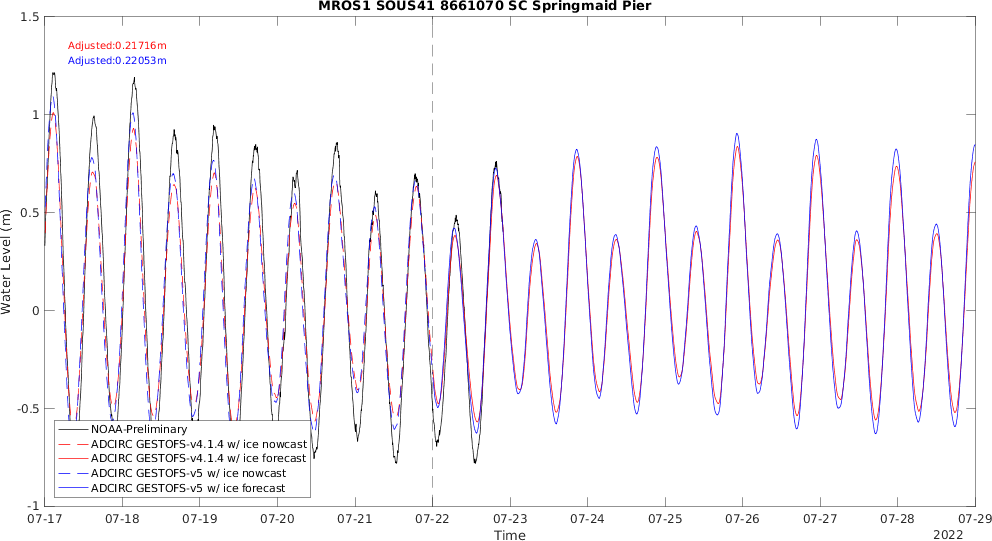 MROS1 SOUS41 8661070 SC Springmaid Pier
Adjusted:0.21716m
Adjusted:0.22053m
1.5
1
0.5
0
-0.5
-1
Water Level (m)
NOAA-Preliminary
ADCIRC GESTOFS-v4.1.4 w/ ice nowcast
ADCIRC GESTOFS-v4.1.4 w/ ice forecast
ADCIRC GESTOFS-v5 w/ ice nowcast
ADCIRC GESTOFS-v5 w/ ice forecast
07-17 07-18 07-19 07-20 07-21 07-22 07-23 07-24 07-25 07-26 07-27 07-28 07-29
Time
2022